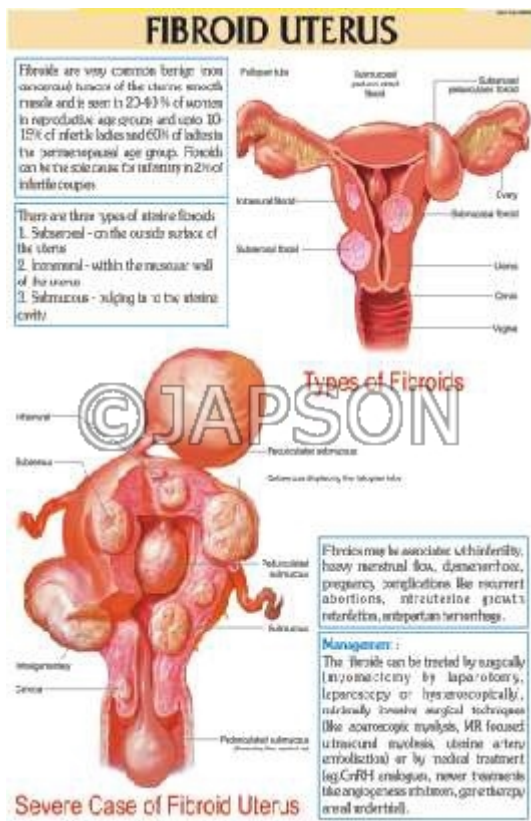 FIBROID UTERUS
Fibroids are very common benign (non
cancerous) tumors of the uterine smooth
muscle and is seen in 20-40 % of women
in reproductive age groups and upto 10-
15% of infertile ladies and 60% of ladies in
the perimenopausal age group. Fibroids
can be the sole cause for infertility in 2% of
infertile couples
There are three types of uterine fibroids
1. Subserosal - on the outside surface of
the uterus
2. Intramural - within the muscular wall
of the uterus
3. Submucous - bulging in to the uterine
cavity
Fallopian tube
Submucosal
fibroid
Subserosal
pedunculated fibroid
Intramural fibroid
Subserosal fibroid
Ovary
Submucosal fibroid
Uterus
Cervix
Vagina
Types of Fibroids
©JAPSON
Intramural
Subserous
Pedunculated submucous
Pedunculated
submucous
Submucous
Intraligamentary
Cervical
Pedunculated submucous
Severe Case of Fibroid Uterus
Fibroids may be associated with infertility,
heavy menstrual flow, dysmenorrhoea,
pregnancy complications like recurrent
abortions, intrauterine growth
retardation, antepartum hemorrhage.
Management :
The fibroids can be treated by surgically
(myomectomy by laparotomy,
laparoscopy or hysteroscopically,
minimally invasive surgical techniques
(like laparoscopic myolysis, MR focused
ultrasound myolysis, uterine artery
embolisation) or by medical treatment
(eg.GnRH analogues, newer treatments
like angiogenesis inhibitors, gene therapy
are all under trial).